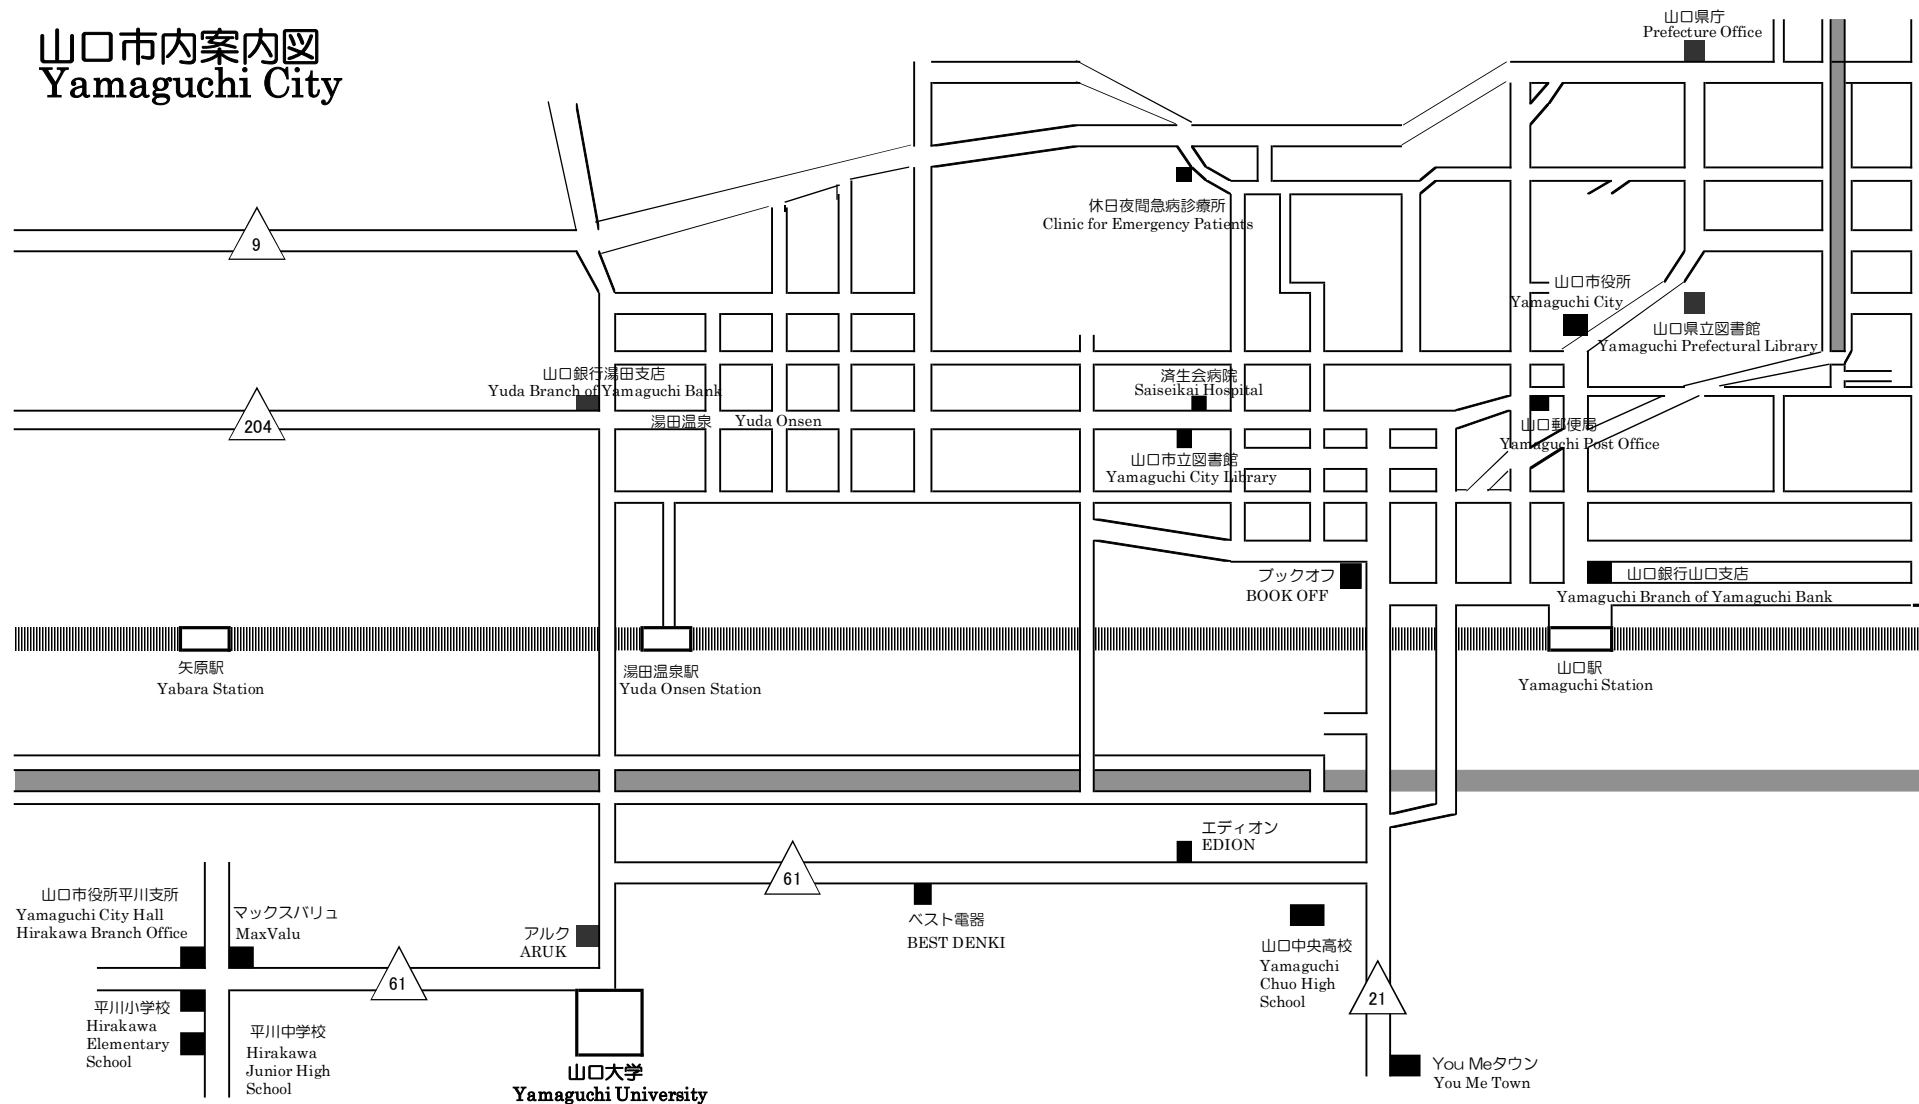 山口市内案内図
Yamaguchi City
山口県庁
Prefecture Office
休日夜間急病診療所
Clinic for Emergency Patients
9
山口市役所
Yamaguchi City
山口県立図書館
Yamaguchi Prefectural Library
山口銀行湯田支店
Yuda Branch of Yamaguchi Bank
済生会病院
Saiseikai Hospital
204
湯田温泉 Yuda Onsen
山口郵便局
Yamaguchi Post Office
山口市立図書館
Yamaguchi City Library
ブックオフ
BOOK OFF
山口銀行山口支店
Yamaguchi Branch of Yamaguchi Bank
矢原駅
Yabara Station
湯田温泉駅
Yuda Onsen Station
山口駅
Yamaguchi Station
エディオン
EDION
61
山口市役所平川支所
Yamaguchi City Hall
Hirakawa Branch Office
マックスバリュ
MaxValu
アルク
ARUK
ベスト電器
BEST DENKI
山口中央高校
Yamaguchi
Chuo High
School
61
21
平川小学校
Hirakawa
Elementary
School
平川中学校
Hirakawa
Junior High
School
山口大学
Yamaguchi University
You Meタウン
You Me Town